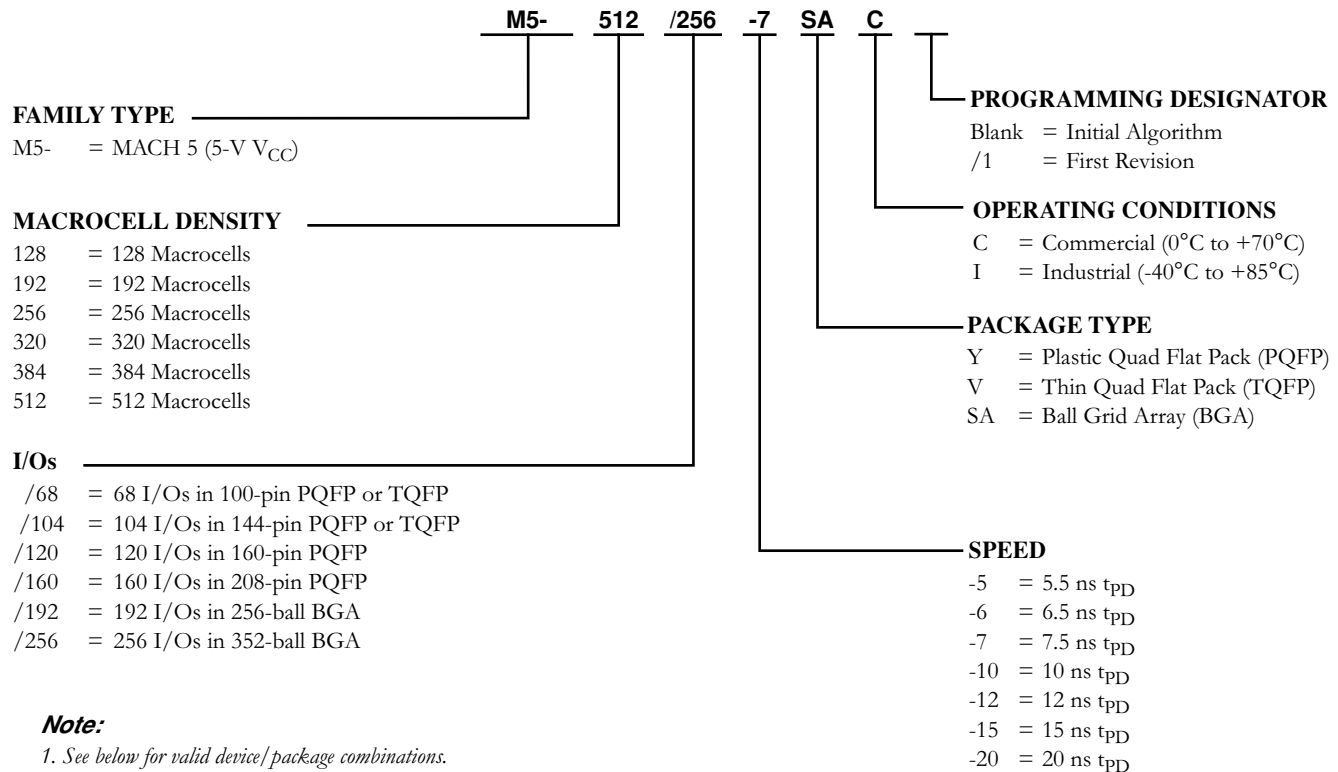 M5- 512 /256 -7 SA C
FAMILY TYPE
M5- = MACH 5 (5-V VCC)
MACROCELL DENSITY
128 = 128 Macrocells
192 = 192 Macrocells
256 = 256 Macrocells
320 = 320 Macrocells
384 = 384 Macrocells
512 = 512 Macrocells
I/Os
/68 = 68 I/Os in 100-pin PQFP or TQFP
/104 = 104 I/Os in 144-pin PQFP or TQFP
/120 = 120 I/Os in 160-pin PQFP
/160 = 160 I/Os in 208-pin PQFP
/192 = 192 I/Os in 256-ball BGA
/256 = 256 I/Os in 352-ball BGA
Note:
1. See below for valid device/package combinations.
PROGRAMMING DESIGNATOR
Blank = Initial Algorithm
/1 = First Revision
OPERATING CONDITIONS
C = Commercial (0°C to +70°C)
I = Industrial (-40°C to +85°C)
PACKAGE TYPE
Y = Plastic Quad Flat Pack (PQFP)
V = Thin Quad Flat Pack (TQFP)
SA = Ball Grid Array (BGA)
SPEED
-5 = 5.5 ns tPD
-6 = 6.5 ns tPD
-7 = 7.5 ns tPD
-10 = 10 ns tPD
-12 = 12 ns tPD
-15 = 15 ns tPD
-20 = 20 ns tPD